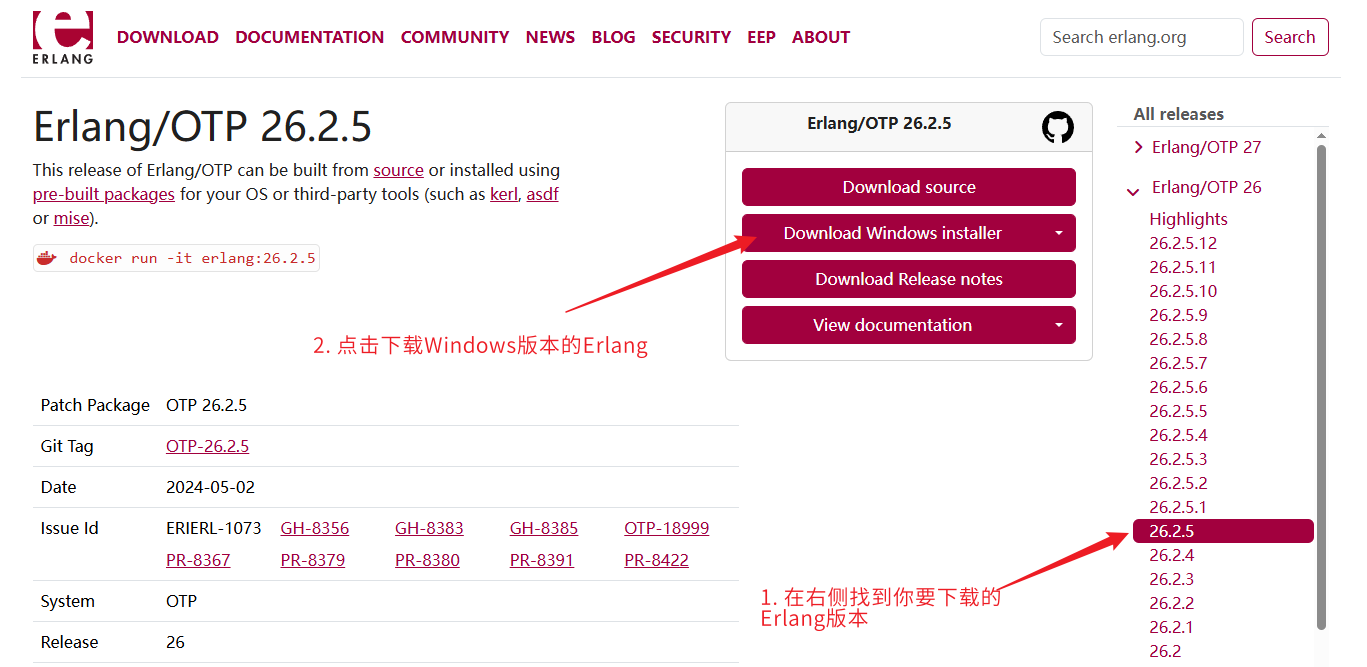 ERLANG
DOWNLOAD DOCUMENTATION COMMUNITY NEWS BLOG SECURITY EEP ABOUT
Search erlang.org
Search
Erlang/OTP 26.2.5
This release of Erlang/OTP can be built from source or installed using
pre-built packages for your OS or third-party tools (such as kerl, asdf
or mise).
docker run -it erlang:26.2.5
Erlang/OTP 26.2.5
Download source
Download Windows installer
Download Release notes
View documentation
2. 点击下载Windows版本的Erlang
Patch Package OTP 26.2.5
Git Tag OTP-26.2.5
Date 2024-05-02
Issue Id ERIERL-1073 GH-8356 GH-8383 GH-8385 OTP-18999
PR-8367 PR-8379 PR-8380 PR-8391 PR-8422
System OTP
Release 26
All releases
Erlang/OTP 27
Erlang/OTP 26
Highlights
26.2.5.12
26.2.5.11
26.2.5.10
26.2.5.9
26.2.5.8
26.2.5.7
26.2.5.6
26.2.5.5
26.2.5.4
26.2.5.3
26.2.5.2
26.2.5.1
26.2.5
26.2.4
26.2.3
26.2.2
26.2.1
26.2
1. 在右侧找到你要下载的
Erlang版本